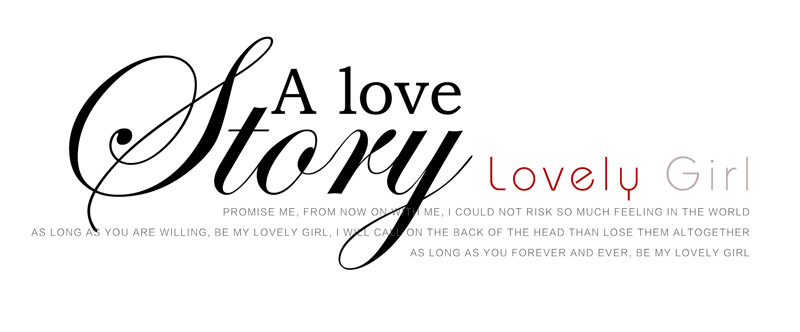 A love
Story
Lovely Girl
PROMISE ME, FROM NOW ON WITH ME, I COULD NOT RISK SO MUCH FEELING IN THE WORLD
AS LONG AS YOU ARE WILLING, BE MY LOVELY GIRL, I WILL CALL ON THE BACK OF THE HEAD THAN LOSE THEM ALTOGETHER
AS LONG AS YOU FOREVER AND EVER, BE MY LOVELY GIRL